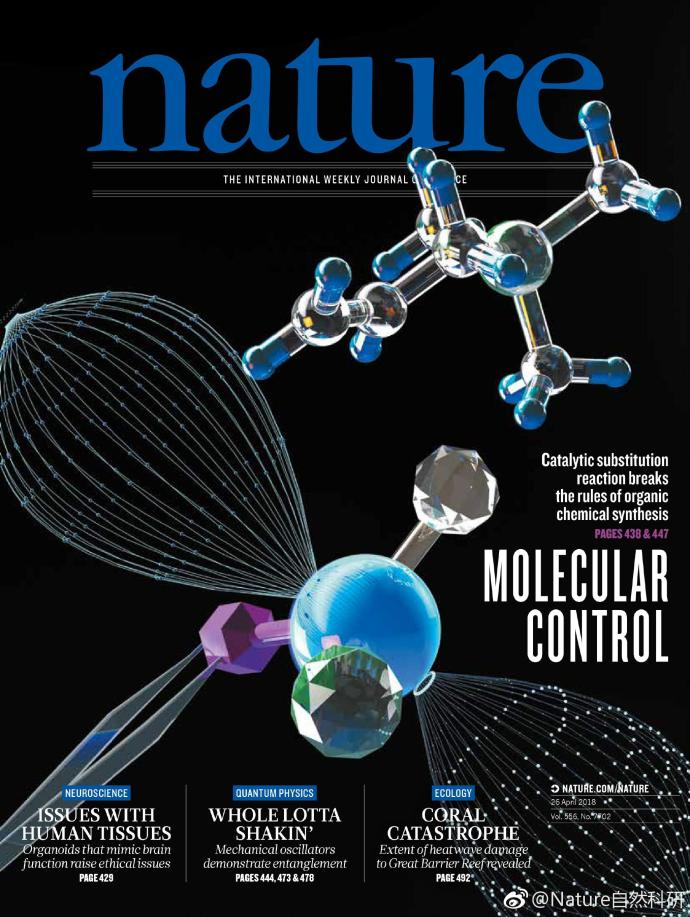 nature
THE INTERNATIONAL WEEKLY JOURNAL
Catalytic substitution
reaction breaks
the rules of organic
chemical synthesis
PAGES 438 & 447
MOLECULAR
CONTROL
NEUROSCIENCE
ISSUES WITH
HUMAN TISSUES
Organoids that mimic brain
function raise ethical issues
PAGE 429
QUANTUM PHYSICS
WHOLE LOTTA
SHAKIN’
Mechanical oscillators
demonstrate entanglement
PAGES 444, 473 & 478
ECOLOGY
CORAL
CATASTROPHE
Extent of heatwave damage
to Great Barrier Reef revealed
PAGE 492
NATURE.COM/NATURE
26 April 2018
Vol. 556, No. 7702
@Nature自然科研